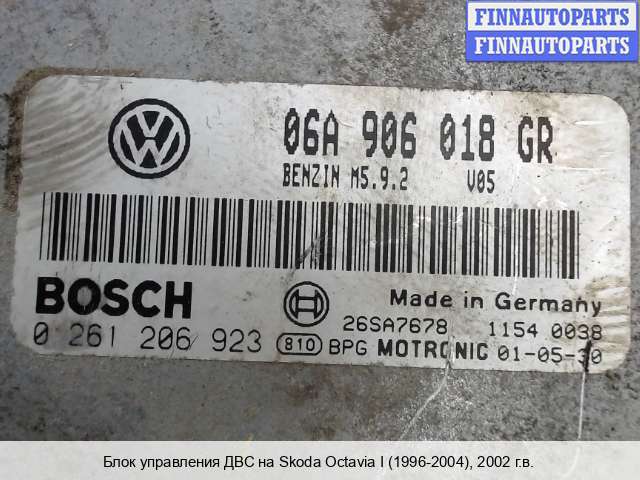 FINNAUTOPARTS
FINNAUTOPARTS
06A 906 018 GR
BENZIN M5.9.2 V05
BOSCH
Made in Germany
26SA7678 1154 0038
0 261 206 923
810 BPG MOTRONIC 01-05-30
Блок управления ДВС на Skoda Octavia I (1996-2004), 2002 г.в.